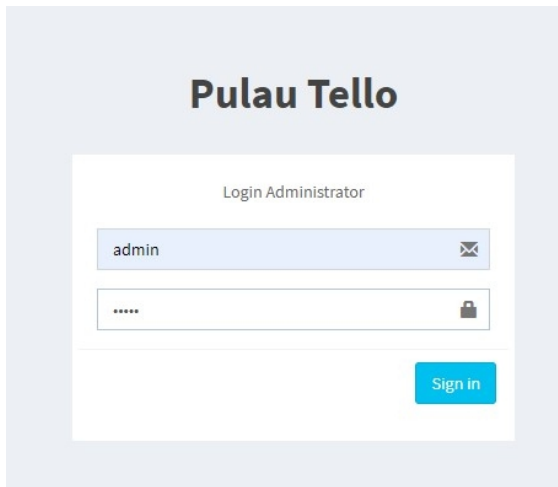 Pulau Tello
Login Administrator
admin
•••••
Sign in